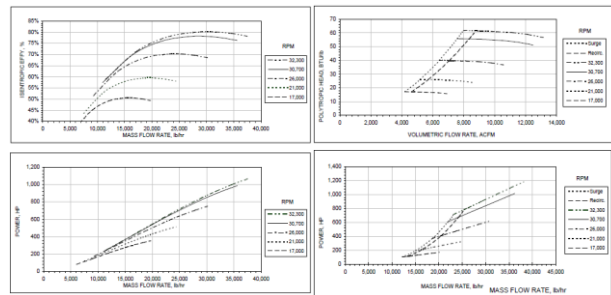 85%
80%
75%
70%
65%
60%
55%
50%
45%
40%
ISENTROPIC EFFY, %
5,000 10,000 15,000 20,000 25,000 30,000 35,000 40,000
MASS FLOW RATE, lb/hr
RPM
32,300
30,700
26,000
21,000
17,000
70
60
50
40
30
20
10
0
POLYTROPIC HEAD, BTU/lb
2,000 4,000 6,000 8,000 10,000 12,000 14,000
VOLUMETRIC FLOW RATE, ACFM
RPM
Surge
Recirc.
32,300
30,700
26,000
21,000
17,000
1,200
1,000
800
600
400
200
0
POWER, HP
0 5,000 10,000 15,000 20,000 25,000 30,000 35,000 40,000
MASS FLOW RATE, lb/hr
RPM
32,300
30,700
26,000
21,000
17,000
1,400
1,200
1,000
800
600
400
200
0
POWER, HP
5,000 10,000 15,000 20,000 25,000 30,000 35,000 40,000 45,000
MASS FLOW RATE, lb/hr
MASS FLOW RATE, lb/hr
RPM
Surge
Recirc.
32,300
30,700
26,000
21,000
17,000